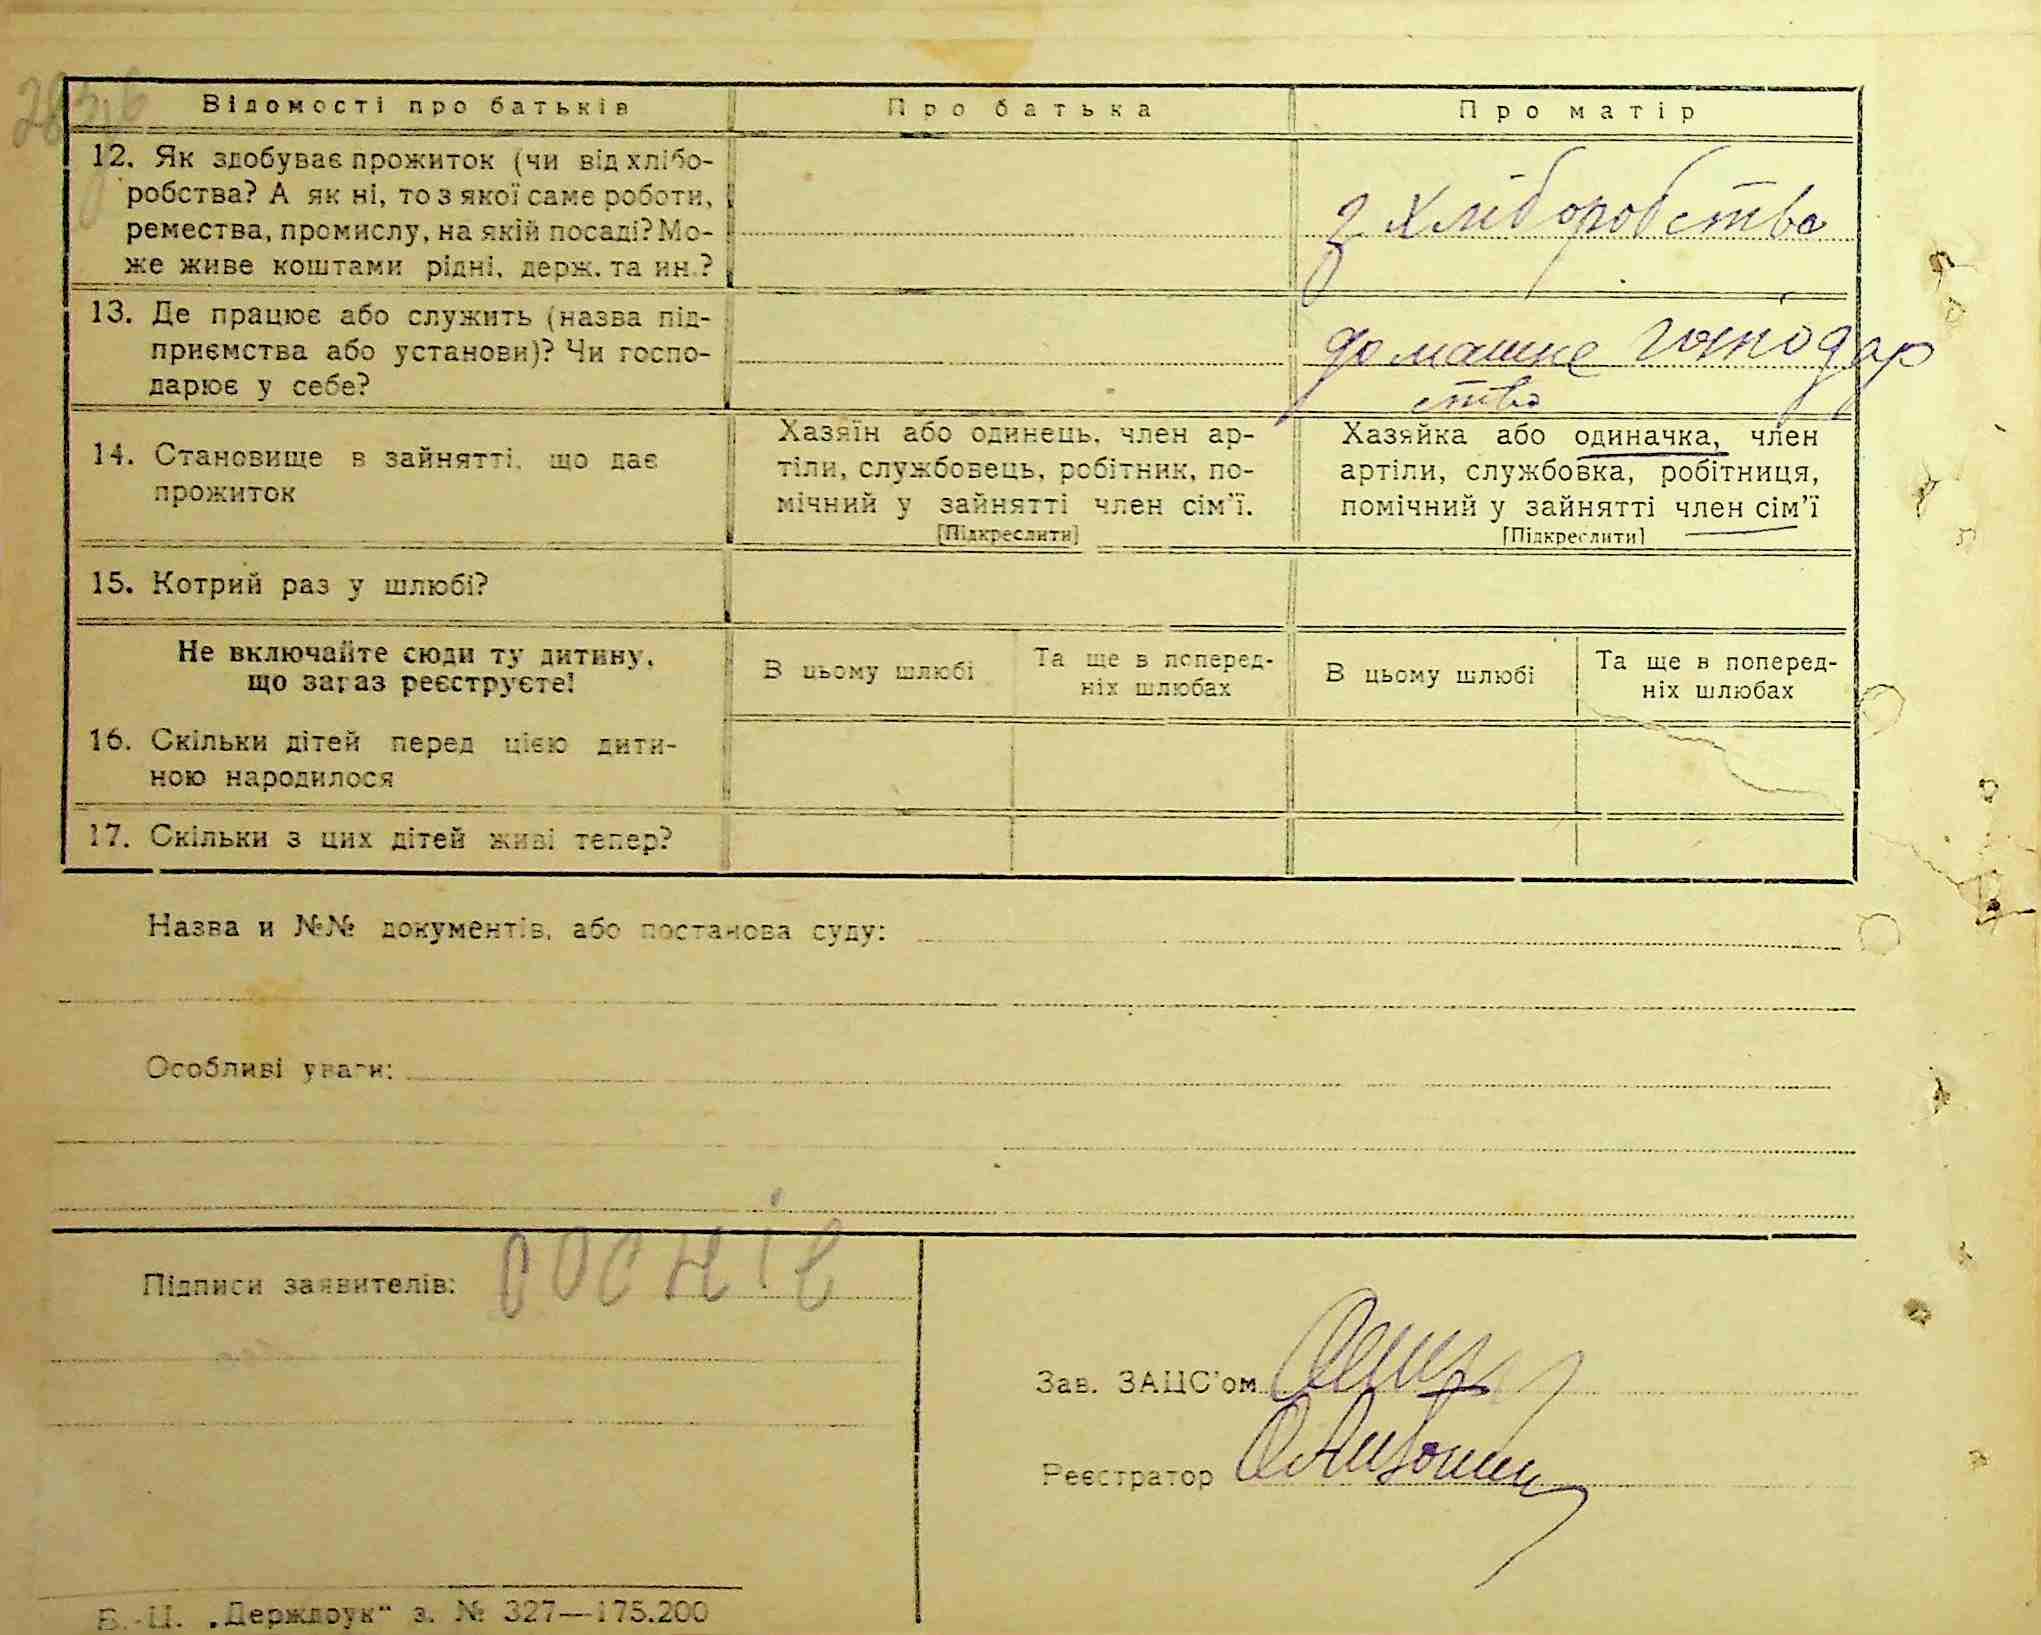 Відомості про батьків
Про батька
Про матір
12. Як здобуває прожиток (чи від хлібо-
робства? А як ні, то з якої саме роботи,
ремества, промислу, на якій посаді? Мо-
же живе коштами рідні, держ. та ин.?
з хліборобства
13. Де працює або служить (назва під-
приємства або установи)? Чи госпо-
дарює у себе?
домашнє господар
ство
14. Становище в зайнятті, що дає
прожиток
Хазяїн або одинець, член ар-
тіли, службовець, робітник, по-
мічний у зайнятті член сім'ї.
[Підкреслити]
Хазяйка або одиначка, член
артіли, службовка, робітниця,
помічний у зайнятті член сім'ї
[Підкреслити]
15. Котрий раз у шлюбі?
Не включайте сюди ту дитину,
що зараз реєструєте!
В цьому шлюбі
Та ще в поперед-
ніх шлюбах
В цьому шлюбі
Та ще в поперед-
ніх шлюбах
16. Скільки дітей перед цією дити-
ною народилося
17. Скільки з цих дітей живі тепер?
Назва и №№ документів, або постанова суду:
Особливі уваги:
Підписи заявителів:
Зав. ЗАЦС'ом
Реєстратор
Б.-Ц. „Держдрук“ з. № 327—175.200